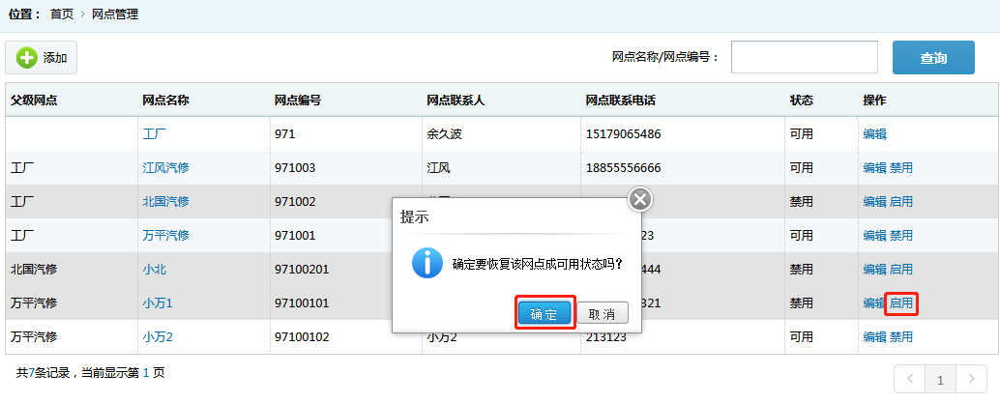 位置： 首页 › 网点管理
添加 网点名称/网点编号： 查询
父级网点 网点名称 网点编号 网点联系人 网点联系电话 状态 操作
工厂 971 余久波 15179065486 可用 编辑
工厂 江风汽修 971003 江风 18855556666 可用 编辑 禁用
工厂 北国汽修 971002 禁用 编辑 启用
工厂 万平汽修 971001 23 可用 编辑 禁用
北国汽修 小北 97100201 444 禁用 编辑 启用
万平汽修 小万1 97100101 321 禁用 编辑 启用
万平汽修 小万2 97100102 小万2 213123 可用 编辑 禁用
提示
确定要恢复该网点成可用状态吗?
确定 取消
共7条记录，当前显示第 1 页
1